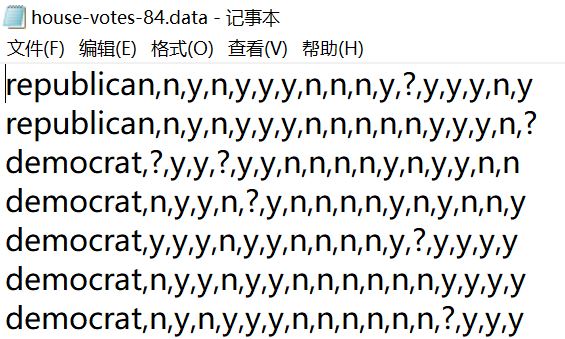 house-votes-84.data - 记事本
文件(F) 编辑(E) 格式(O) 查看(V) 帮助(H)
republican,n,y,n,y,y,y,n,n,n,y,?,y,y,y,n,y
republican,n,y,n,y,y,y,n,n,n,n,n,y,y,y,n,?
democrat,?,y,y,?,y,y,n,n,n,n,y,n,y,y,n,n
democrat,n,y,y,n,?,y,n,n,n,n,y,n,y,n,n,y
democrat,y,y,y,n,y,y,n,n,n,n,y,?,y,y,y,y
democrat,n,y,y,n,y,y,n,n,n,n,n,n,y,y,y,y
democrat,n,y,n,y,y,y,n,n,n,n,n,n,?,y,y,y